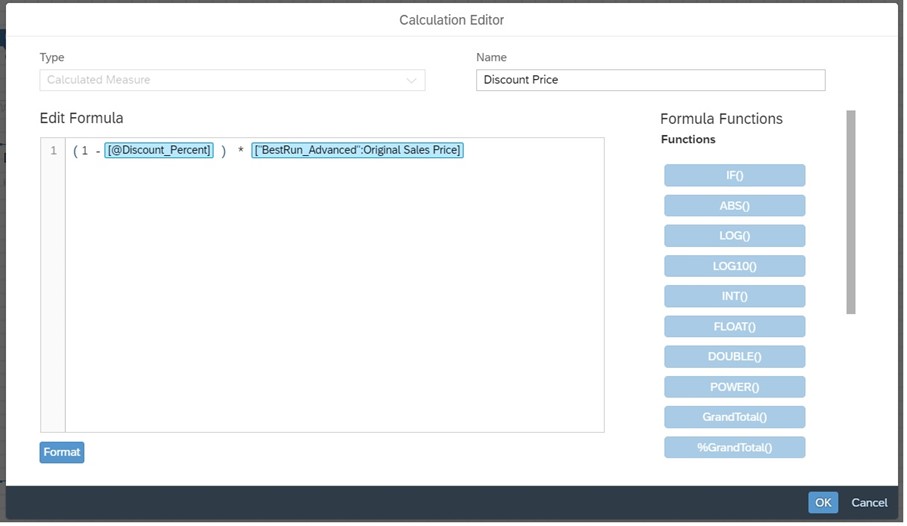 Calculation Editor
Type
Name
Calculated Measure
Discount Price
Edit Formula
Formula Functions
Functions
1 ( 1 - [@Discount_Percent] ) * ["BestRun_Advanced":Original Sales Price]
IF()
ABS()
LOG()
LOG10()
INT()
FLOAT()
DOUBLE()
POWER()
GrandTotal()
%GrandTotal()
Format
OK
Cancel